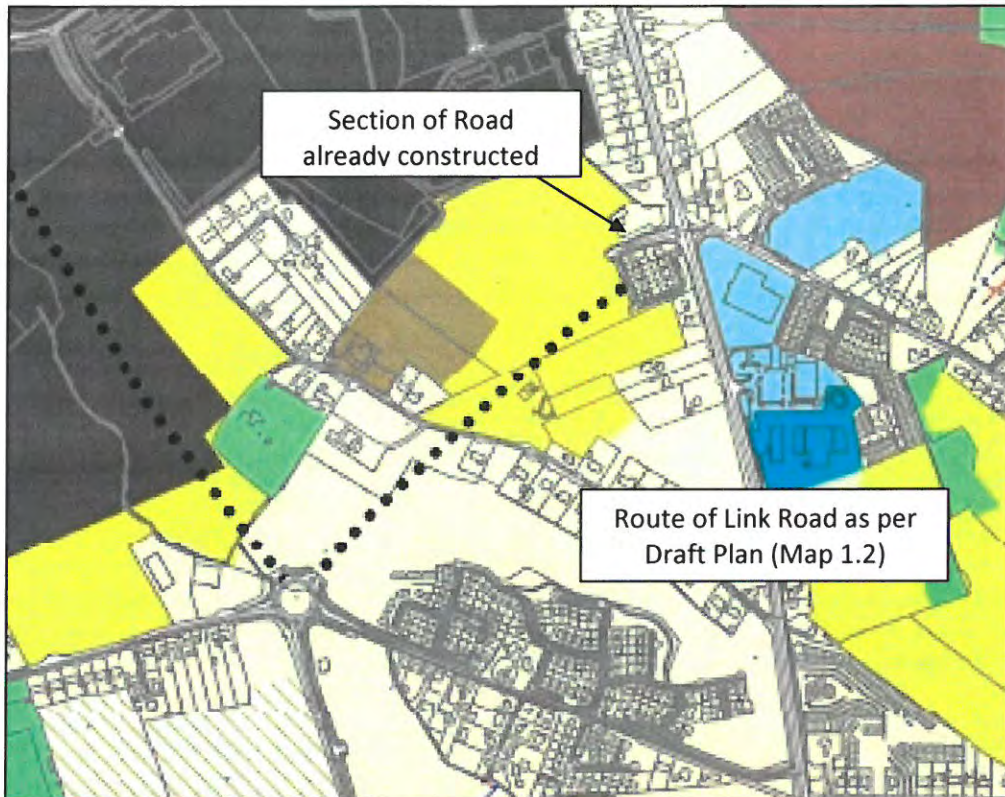 Section of Road
already constructed
Route of Link Road as per
Draft Plan (Map 1.2)